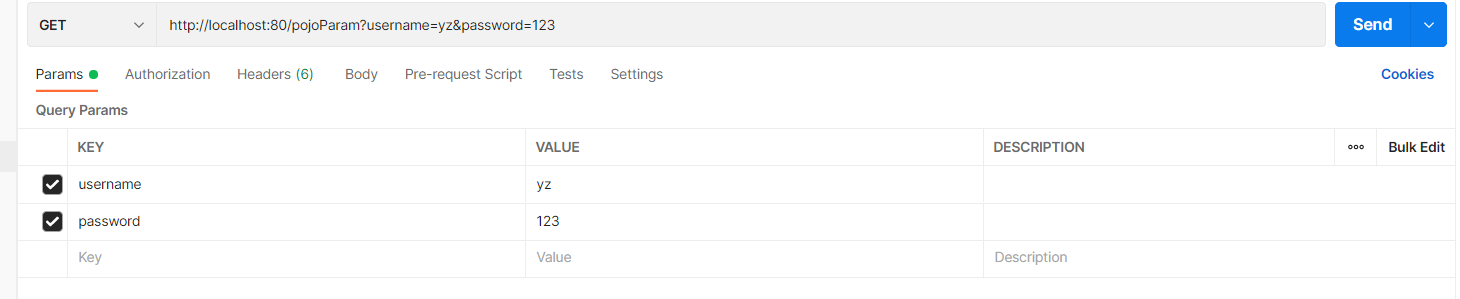 GET http://localhost:80/pojoParam?username=yz&password=123 Send
Params Authorization Headers (6) Body Pre-request Script Tests Settings Cookies
Query Params
KEY VALUE DESCRIPTION ooo Bulk Edit
username yz
password 123
Key Value Description